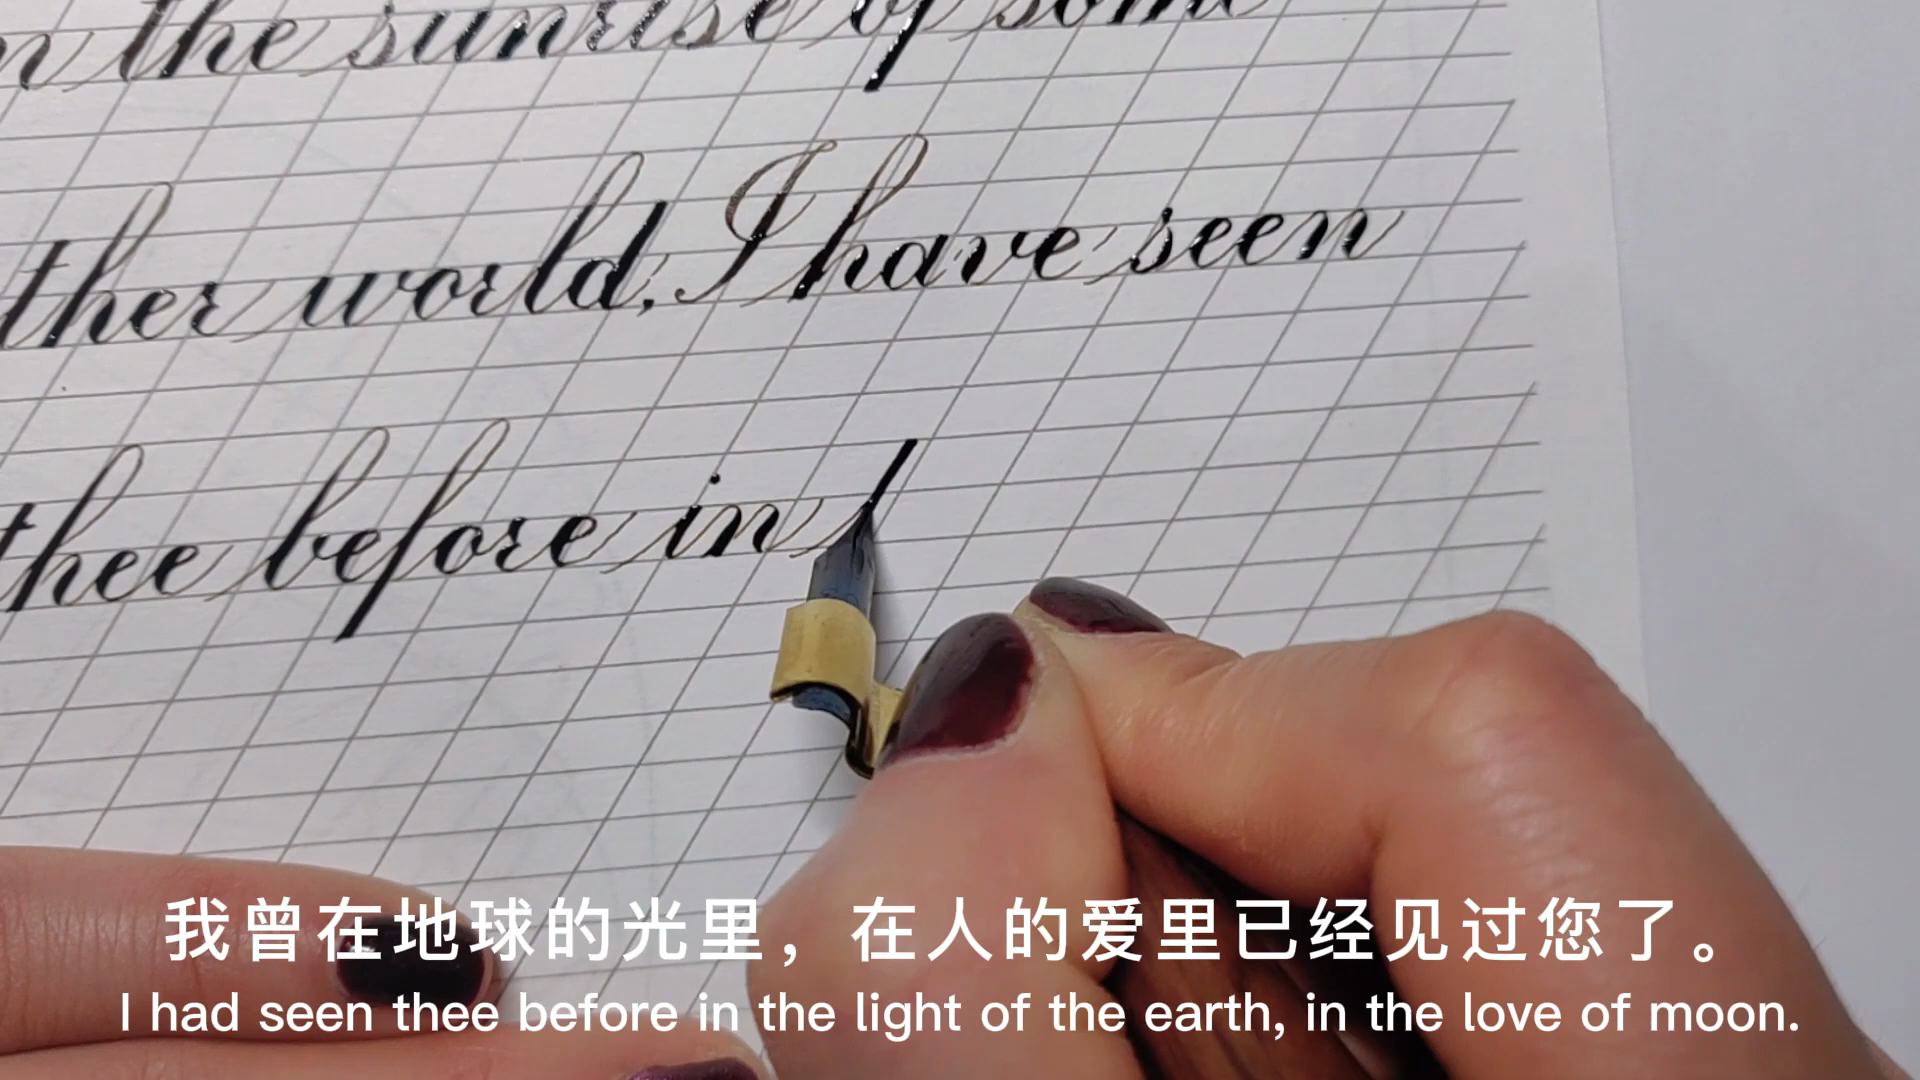 n the sunrise of some
ther world, I have seen
thee before in
我曾在地球的光里，在人的爱里已经见过您了。
I had seen thee before in the light of the earth, in the love of moon.